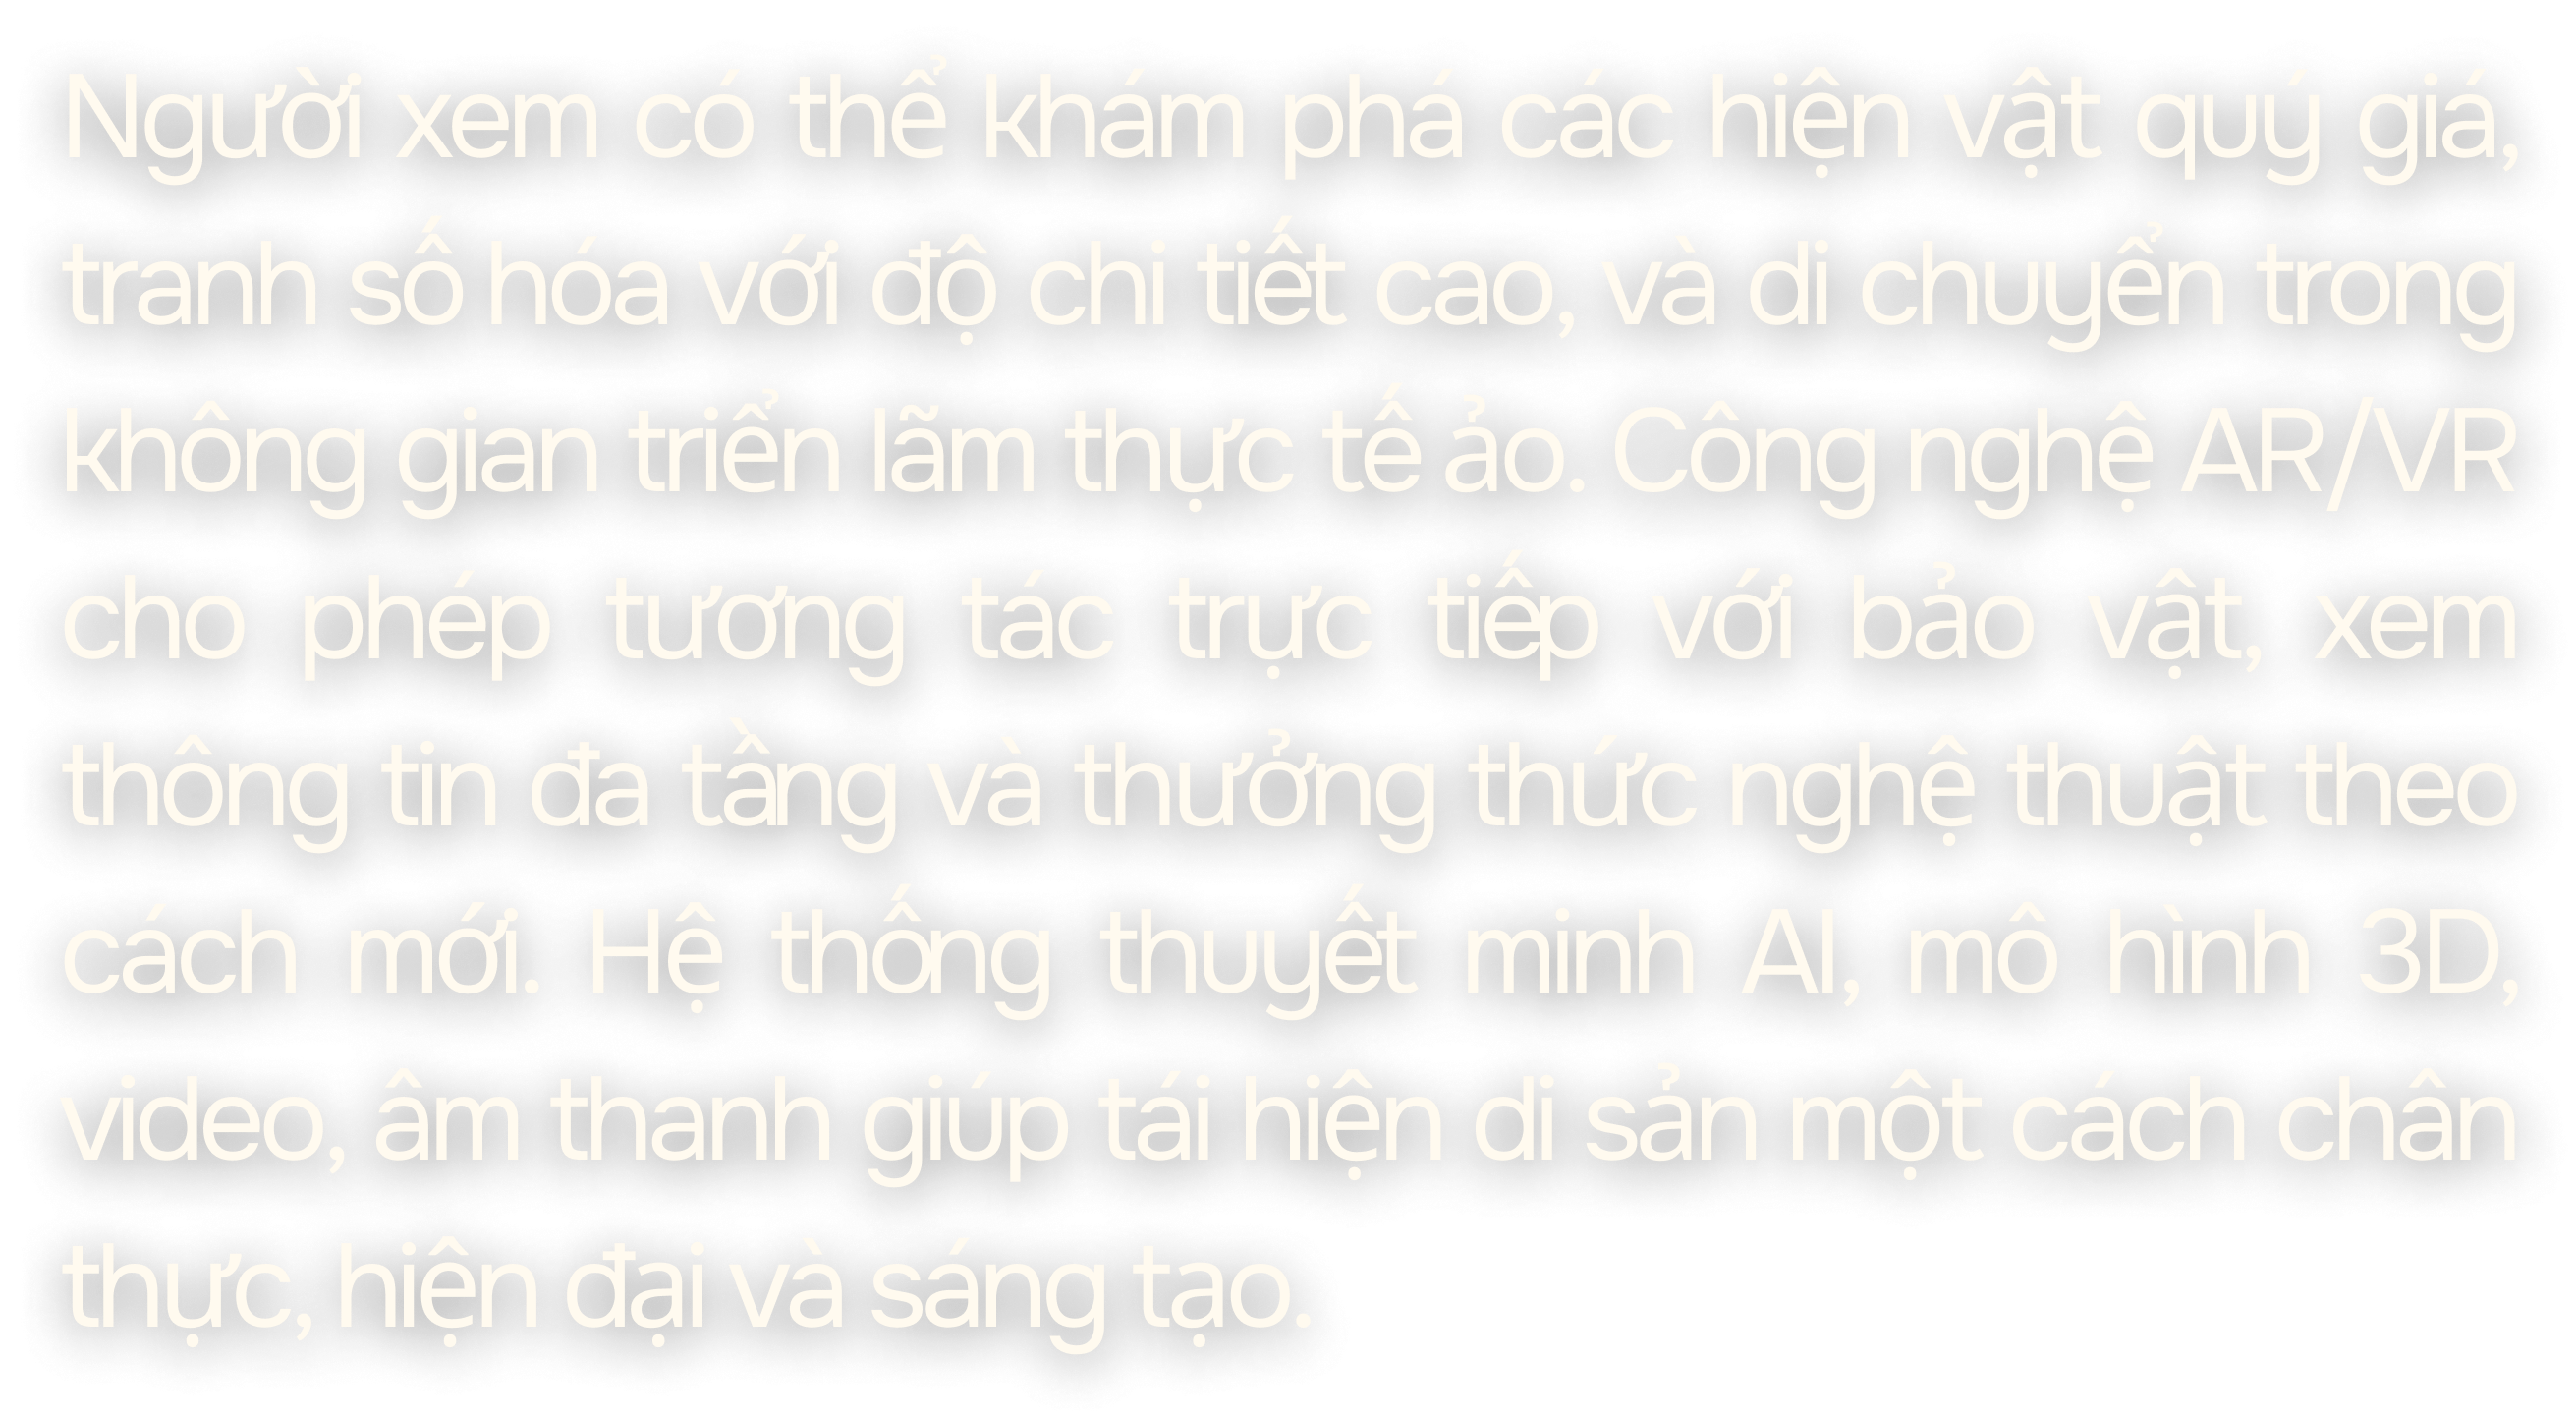 Người xem có thể khám phá các hiện vật quý giá,
tranh số hóa với độ chi tiết cao, và di chuyển trong
không gian triển lãm thực tế ảo. Công nghệ AR/VR
cho phép tương tác trực tiếp với bảo vật, xem
thông tin đa tầng và thưởng thức nghệ thuật theo
cách mới. Hệ thống thuyết minh AI, mô hình 3D,
video, âm thanh giúp tái hiện di sản một cách chân
thực, hiện đại và sáng tạo.